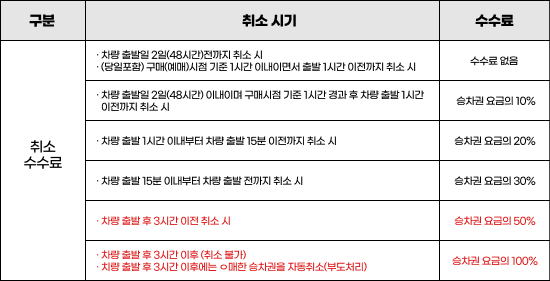 구분 취소 시기 수수료
· 차량 출발일 2일(48시간)전까지 취소 시
· (당일포함) 구매(예매)시점 기준 1시간 이내이면서 출발 1시간 이전까지 취소 시
수수료 없음
· 차량 출발일 2일(48시간) 이내이며 구매시점 기준 1시간 경과 후 차량 출발 1시간
이전까지 취소 시
승차권 요금의 10%
취소
수수료
· 차량 출발 1시간 이내부터 차량 출발 15분 이전까지 취소 시
승차권 요금의 20%
· 차량 출발 15분 이내부터 차량 출발 전까지 취소 시
승차권 요금의 30%
· 차량 출발 후 3시간 이전 취소 시
승차권 요금의 50%
· 차량 출발 후 3시간 이후 (취소 불가)
· 차량 출발 후 3시간 이후에는 ㅇ매한 승차권을 자동취소(부도처리)
승차권 요금의 100%